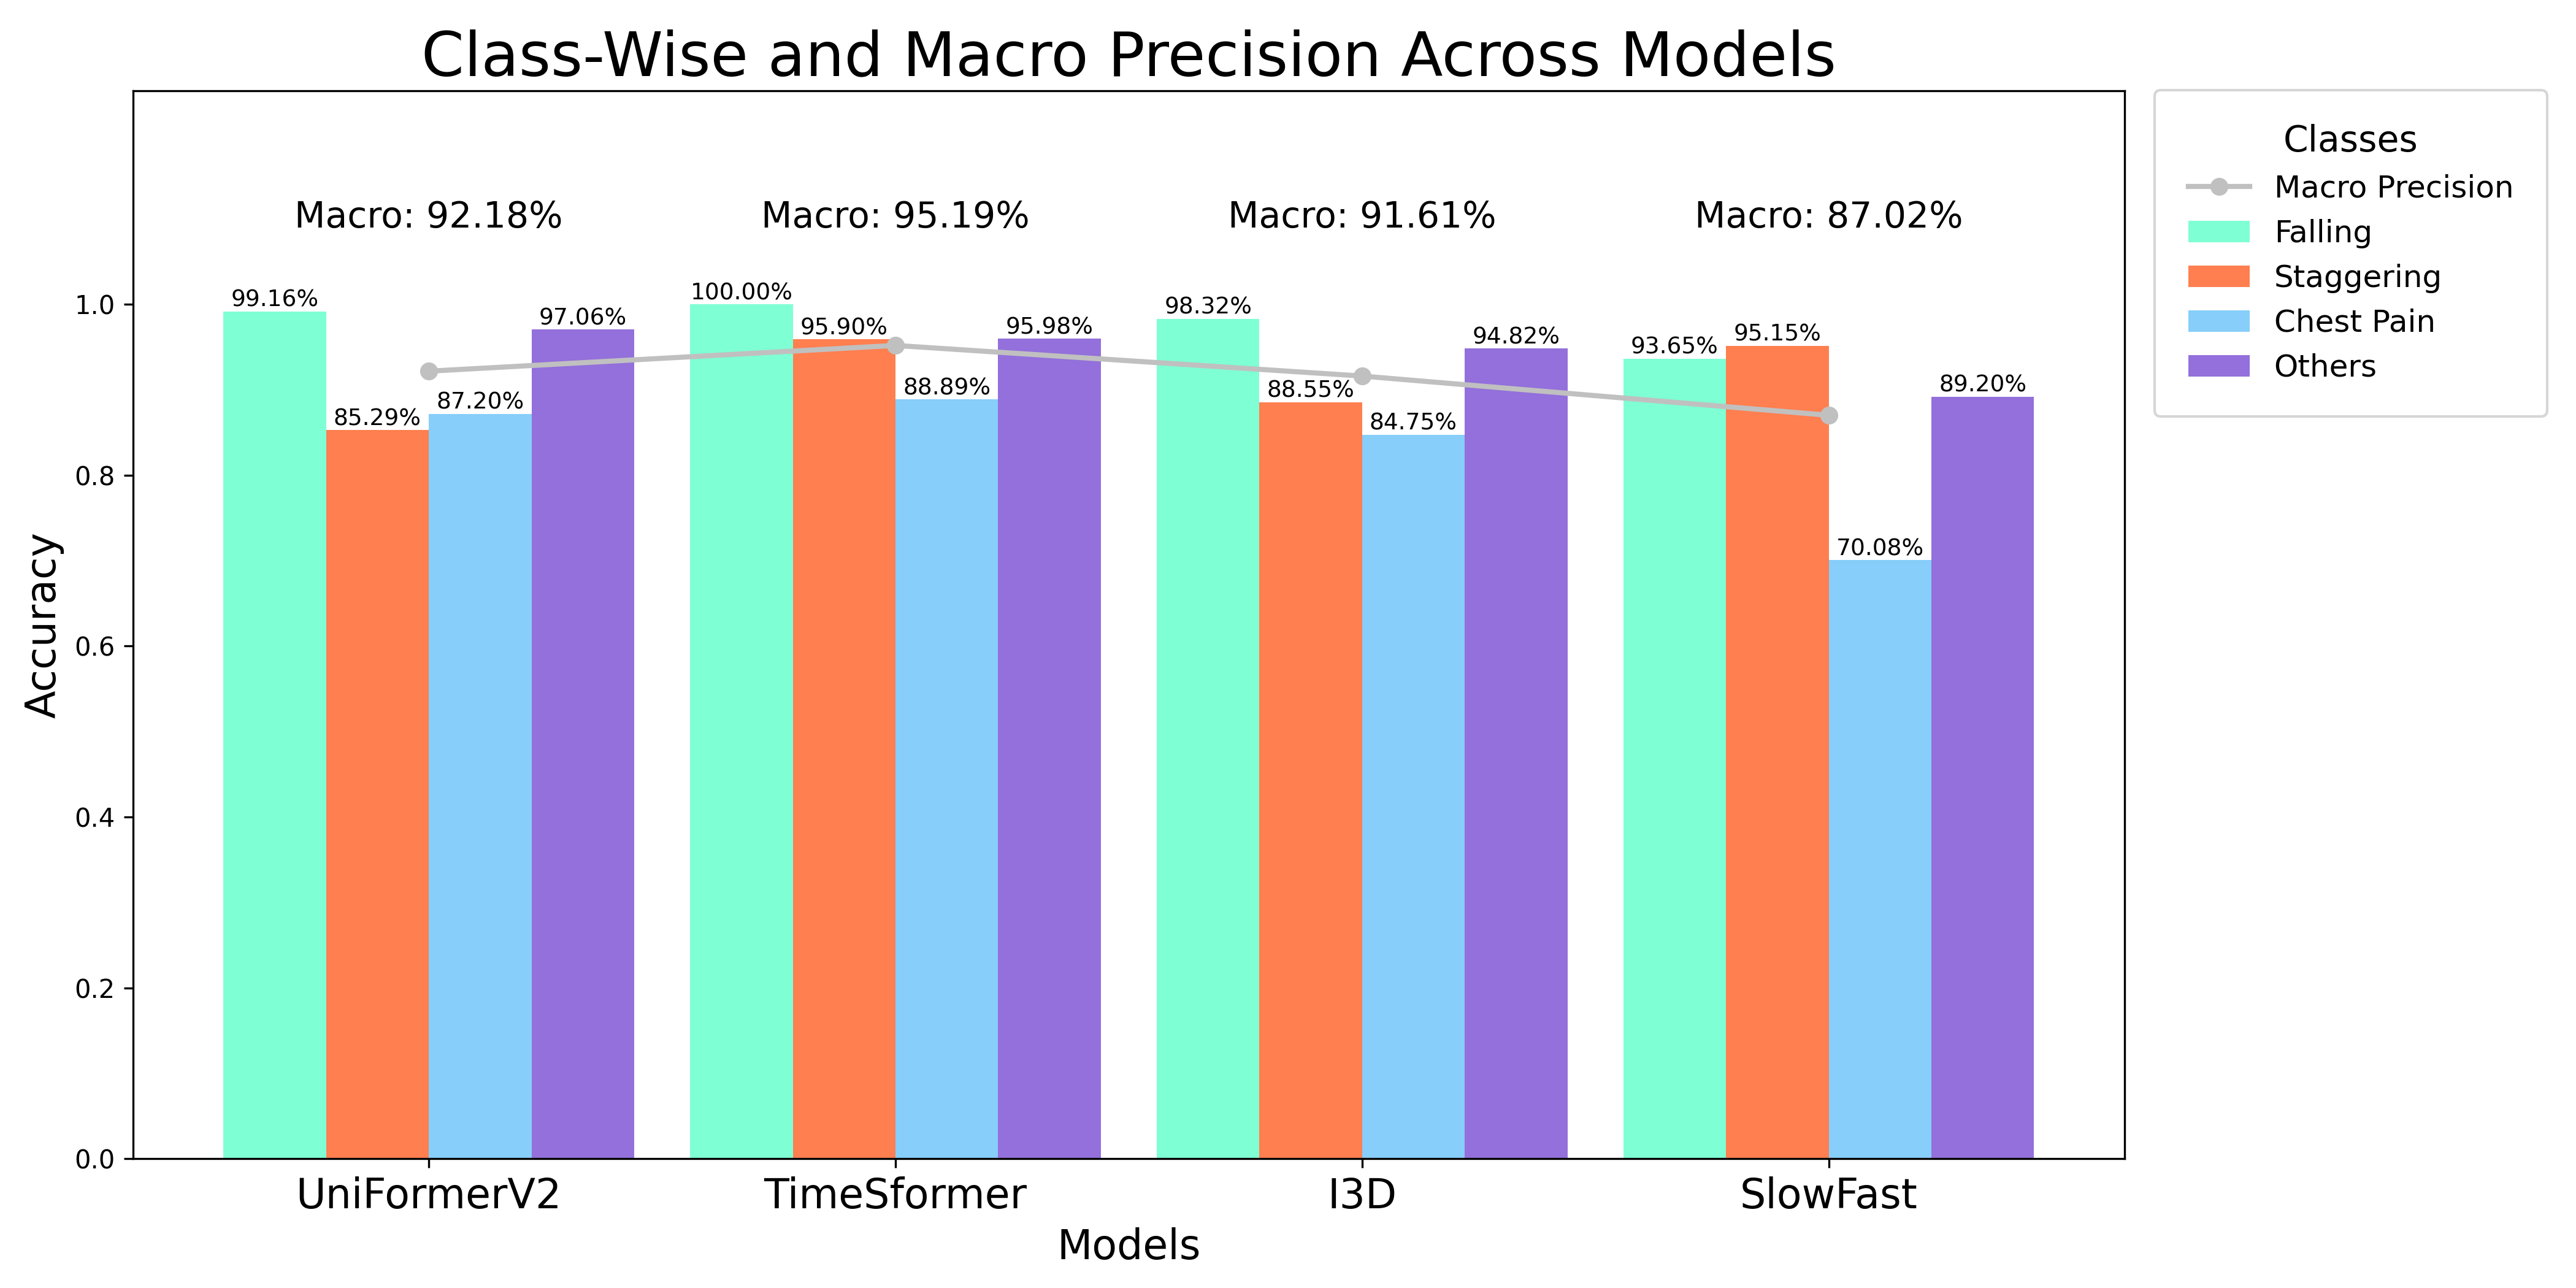 Class-Wise and Macro Precision Across Models
Classes
Macro Precision
Falling
Staggering
Chest Pain
Others
Macro: 92.18%
Macro: 95.19%
Macro: 91.61%
Macro: 87.02%
99.16%
85.29%
87.20%
97.06%
100.00%
95.90%
88.89%
95.98%
98.32%
88.55%
84.75%
94.82%
93.65%
95.15%
70.08%
89.20%
1.0
0.8
0.6
0.4
0.2
0.0
Accuracy
UniFormerV2
TimeSformer
I3D
SlowFast
Models